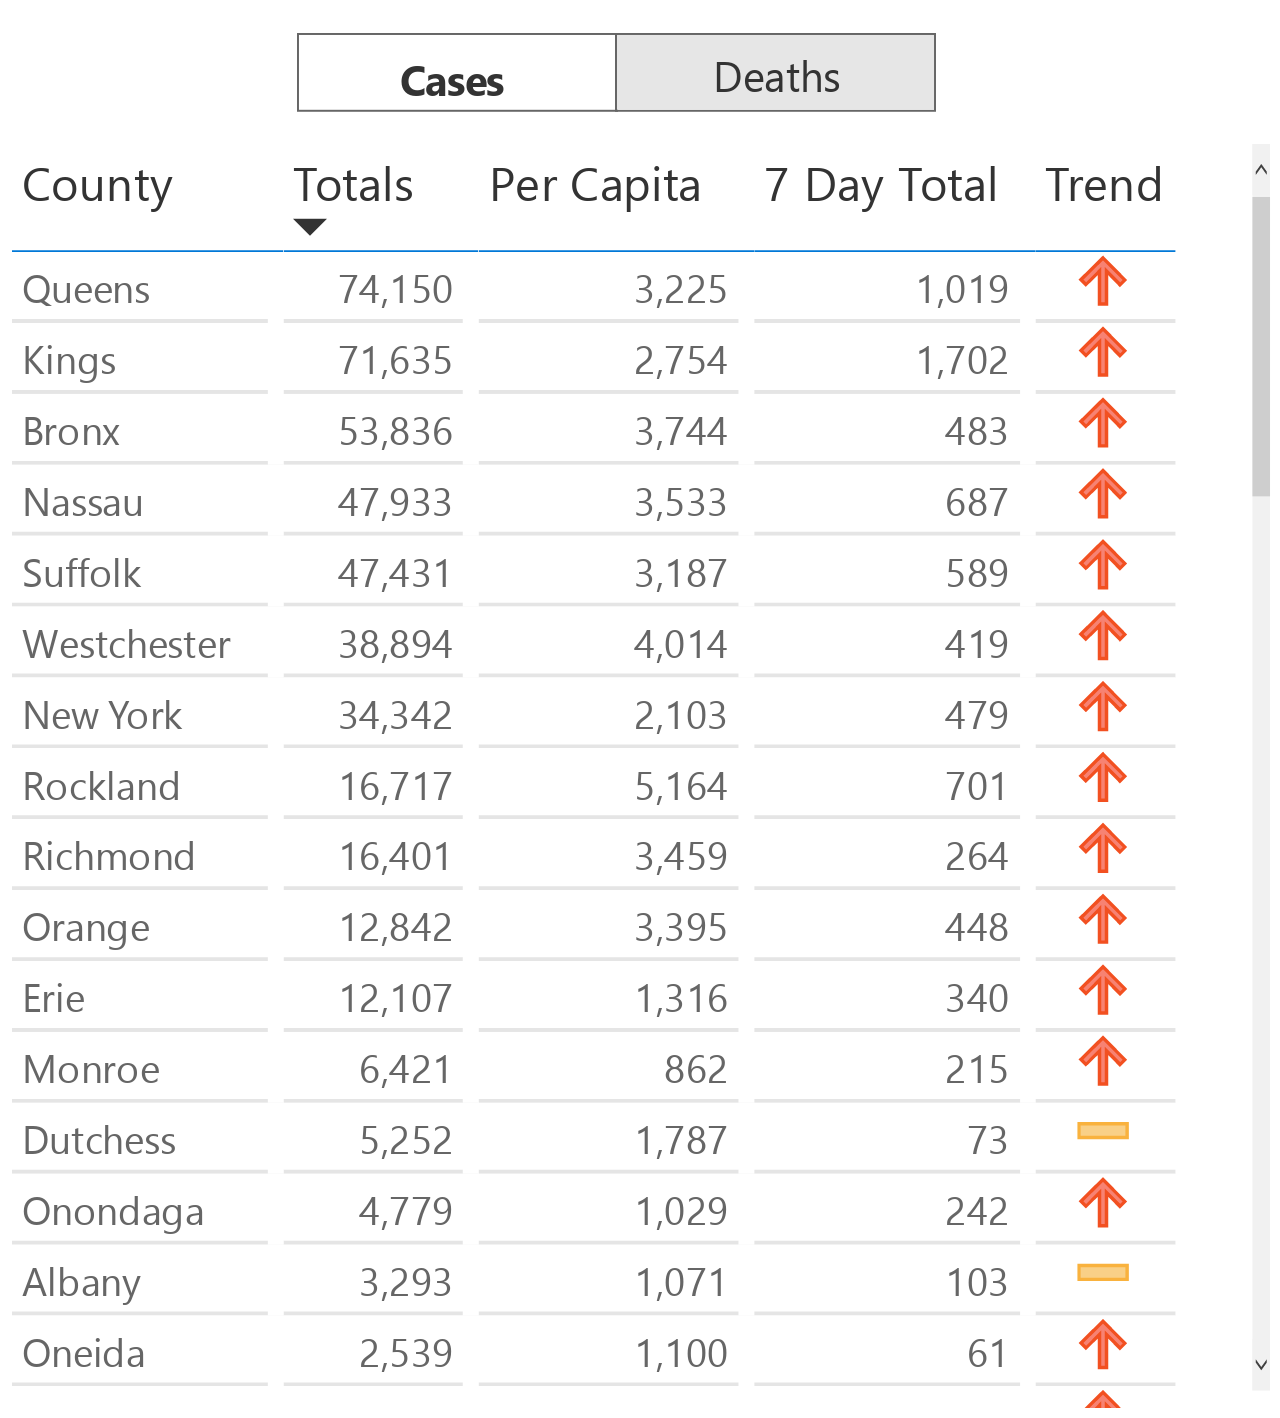 Cases Deaths
County Totals Per Capita 7 Day Total Trend
Queens 74,150 3,225 1,019
Kings 71,635 2,754 1,702
Bronx 53,836 3,744 483
Nassau 47,933 3,533 687
Suffolk 47,431 3,187 589
Westchester 38,894 4,014 419
New York 34,342 2,103 479
Rockland 16,717 5,164 701
Richmond 16,401 3,459 264
Orange 12,842 3,395 448
Erie 12,107 1,316 340
Monroe 6,421 862 215
Dutchess 5,252 1,787 73
Onondaga 4,779 1,029 242
Albany 3,293 1,071 103
Oneida 2,539 1,100 61